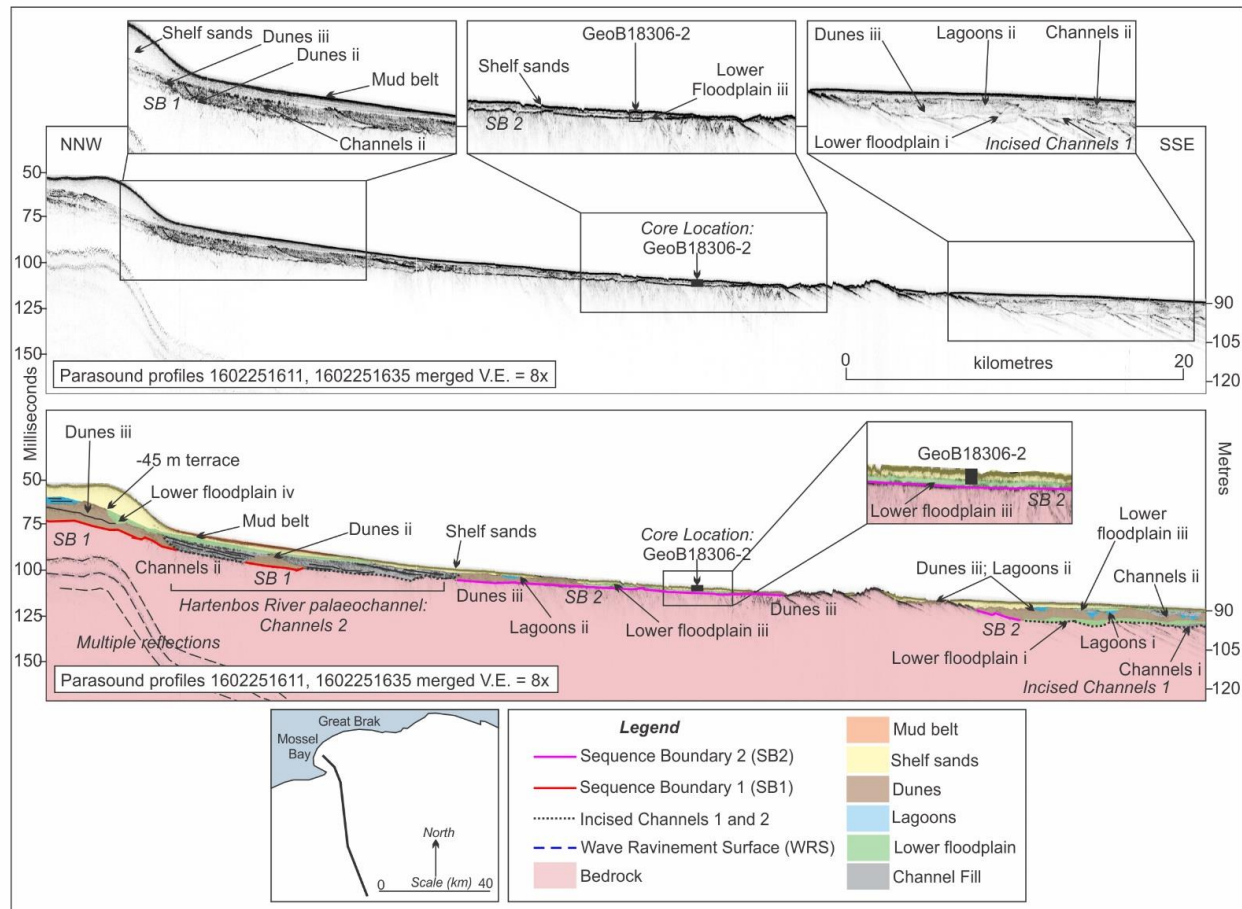 Shelf sands
Dunes iii
Dunes ii
Mud belt
SB 1
Channels ii
GeoB18306-2
Shelf sands
Lower
Floodplain iii
SB 2
Dunes iii
Lagoons ii
Channels ii
Lower floodplain i
Incised Channels 1
NNW
SSE
50
75
100
125
150
Core Location:
GeoB18306-2
90
105
120
0
20
kilometres
Parasound profiles 1602251611, 1602251635 merged V.E. = 8x
Milliseconds
Metres
Dunes iii
-45 m terrace
Lower floodplain iv
Mud belt
Dunes ii
Shelf sands
Core Location:
GeoB18306-2
GeoB18306-2
Lower floodplain iii
SB 2
Lower
floodplain iii
Dunes iii; Lagoons ii
Channels ii
50
75
100
125
150
SB 1
Channels ii
SB 1
Hartenbos River palaeochannel:
Channels 2
Multiple reflections
Dunes iii
SB 2
Lagoons ii
Lower floodplain iii
Dunes iii
SB 2
Lower floodplain i
Lagoons i
Channels i
Incised Channels 1
90
105
120
Parasound profiles 1602251611, 1602251635 merged V.E. = 8x
Great Brak
Mossel
Bay
North
0
40
Scale (km)
Legend
Sequence Boundary 2 (SB2)
Sequence Boundary 1 (SB1)
Incised Channels 1 and 2
Wave Ravinement Surface (WRS)
Bedrock
Mud belt
Shelf sands
Dunes
Lagoons
Lower floodplain
Channel Fill